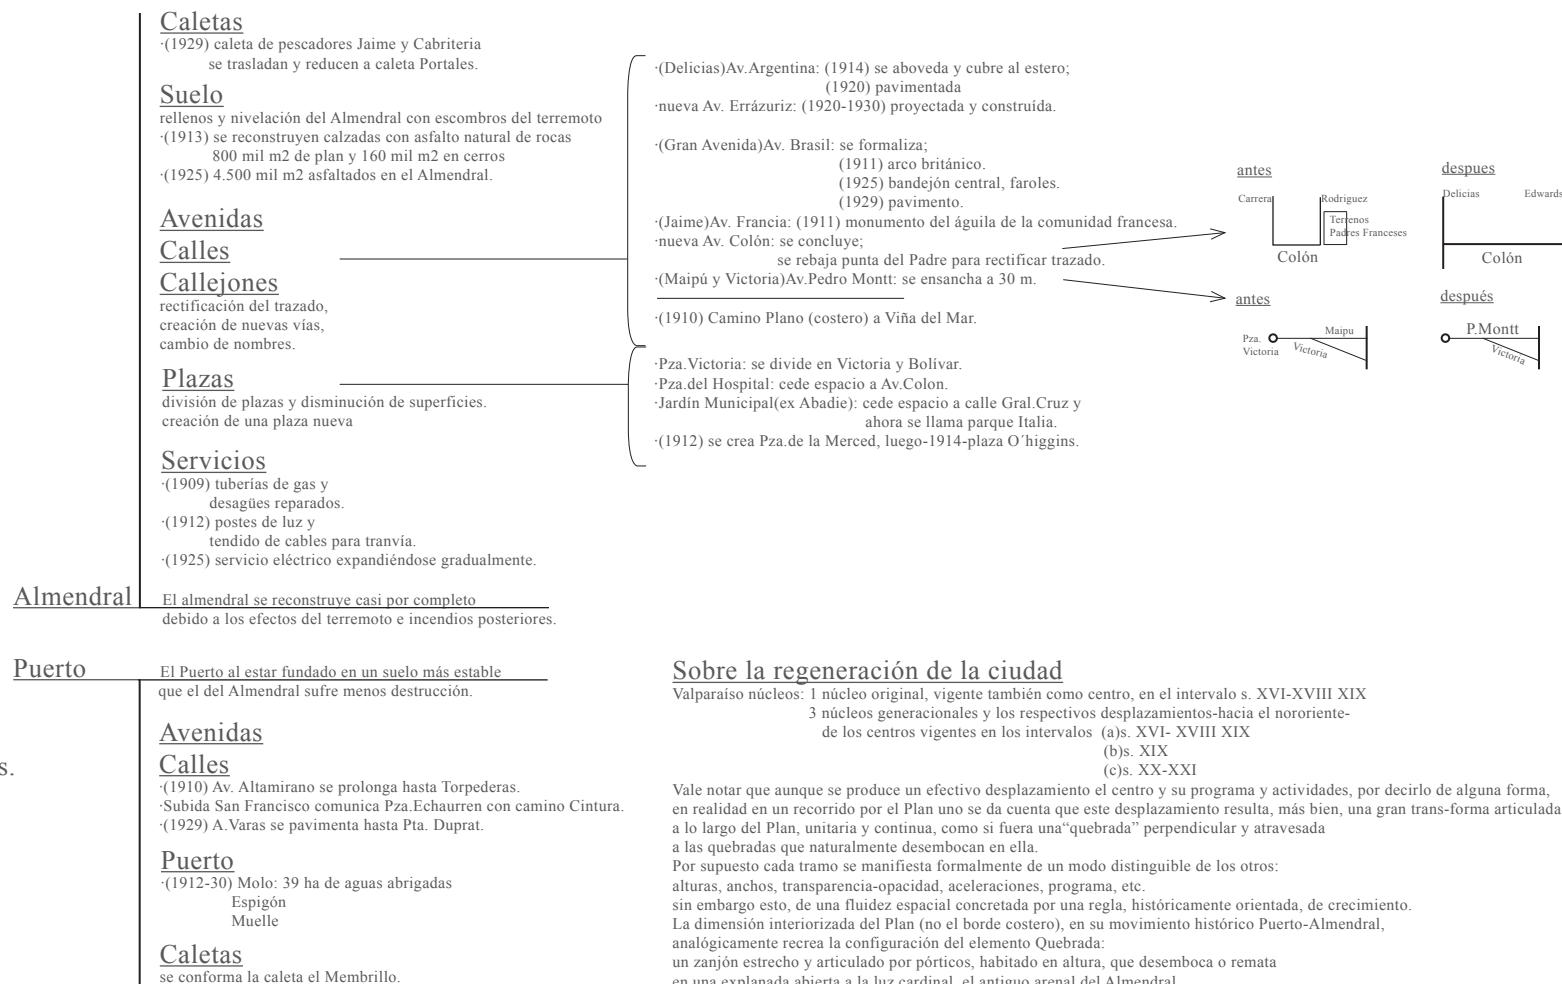 Caletas
·(1929) caleta de pescadores Jaime y Cabriteria
se trasladan y reducen a caleta Portales.
Suelo
rellenos y nivelación del Almendral con escombros del terremoto
·(1913) se reconstruyen calzadas con asfalto natural de rocas
800 mil m2 de plan y 160 mil m2 en cerros
·(1925) 4.500 mil m2 asfaltados en el Almendral.
Avenidas
Calles
Callejones
rectificación del trazado,
creación de nuevas vías,
cambio de nombres.
Plazas
división de plazas y disminución de superficies.
creación de una plaza nueva
Servicios
·(1909) tuberías de gas y
desagües reparados.
·(1912) postes de luz y
tendido de cables para tranvía.
·(1925) servicio eléctrico expandiéndose gradualmente.
Almendral
El almendral se reconstruye casi por completo
debido a los efectos del terremoto e incendios posteriores.
·(Delicias)Av.Argentina: (1914) se aboveda y cubre al estero;
(1920) pavimentada
·nueva Av. Errázuriz: (1920-1930) proyectada y construída.
·(Gran Avenida)Av. Brasil: se formaliza;
(1911) arco británico.
(1925) bandejón central, faroles.
(1929) pavimento.
·(Jaime)Av. Francia: (1911) monumento del águila de la comunidad francesa.
·nueva Av. Colón: se concluye;
se rebaja punta del Padre para rectificar trazado.
·(Maipú y Victoria)Av.Pedro Montt: se ensancha a 30 m.
·(1910) Camino Plano (costero) a Viña del Mar.
·Pza.Victoria: se divide en Victoria y Bolívar.
·Pza.del Hospital: cede espacio a Av.Colon.
·Jardín Municipal(ex Abadie): cede espacio a calle Gral.Cruz y
ahora se llama parque Italia.
·(1912) se crea Pza.de la Merced, luego-1914-plaza O´higgins.
antes
Carrera
Rodriguez
Terrenos
Padres Franceses
Colón
despues
Delicias
Edwards
Colón
antes
Pza.
Victoria
Maipu
Victoria
después
P.Montt
Victoria
Puerto
El Puerto al estar fundado en un suelo más estable
que el del Almendral sufre menos destrucción.
Avenidas
Calles
·(1910) Av. Altamirano se prolonga hasta Torpederas.
·Subida San Francisco comunica Pza.Echaurren con camino Cintura.
·(1929) A.Varas se pavimenta hasta Pta. Duprat.
s.
Puerto
·(1912-30) Molo: 39 ha de aguas abrigadas
Espigón
Muelle
Caletas
se conforma la caleta el Membrillo.
Sobre la regeneración de la ciudad
Valparaíso núcleos: 1 núcleo original, vigente también como centro, en el intervalo s. XVI-XVIII XIX
3 núcleos generacionales y los respectivos desplazamientos-hacia el nororiente-
de los centros vigentes en los intervalos (a)s. XVI- XVIII XIX
(b)s. XIX
(c)s. XX-XXI
Vale notar que aunque se produce un efectivo desplazamiento el centro y su programa y actividades, por decirlo de alguna forma,
en realidad en un recorrido por el Plan uno se da cuenta que este desplazamiento resulta, más bien, una gran trans-forma articulada
a lo largo del Plan, unitaria y continua, como si fuera una“quebrada” perpendicular y atravesada
a las quebradas que naturalmente desembocan en ella.
Por supuesto cada tramo se manifiesta formalmente de un modo distinguible de los otros:
alturas, anchos, transparencia-opacidad, aceleraciones, programa, etc.
sin embargo esto, de una fluidez espacial concretada por una regla, históricamente orientada, de crecimiento.
La dimensión interiorizada del Plan (no el borde costero), en su movimiento histórico Puerto-Almendral,
analógicamente recrea la configuración del elemento Quebrada:
un zanjón estrecho y articulado por pórticos, habitado en altura, que desemboca o remata
en una explanada abierta a la luz cardinal, el antiguo arenal del Almendral